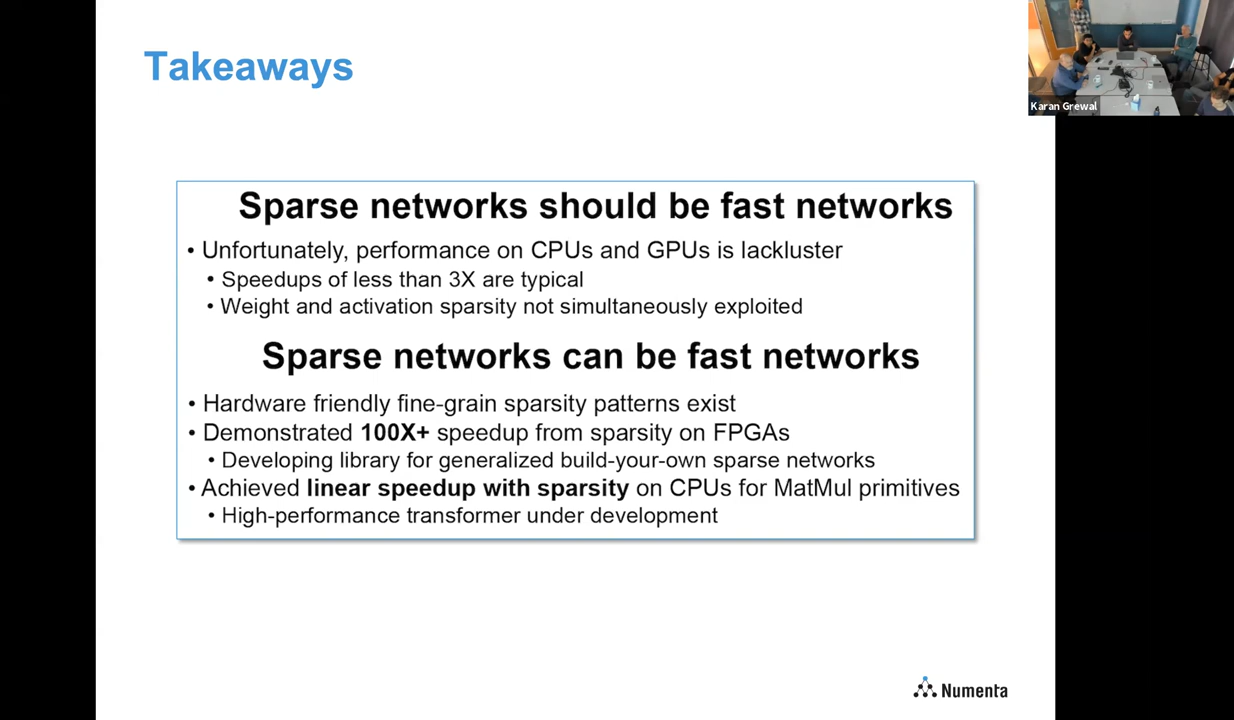 Takeaways
Karan Grewal
Sparse networks should be fast networks
• Unfortunately, performance on CPUs and GPUs is lackluster
• Speedups of less than 3X are typical
• Weight and activation sparsity not simultaneously exploited
Sparse networks can be fast networks
• Hardware friendly fine-grain sparsity patterns exist
• Demonstrated 100X+ speedup from sparsity on FPGAs
• Developing library for generalized build-your-own sparse networks
• Achieved linear speedup with sparsity on CPUs for MatMul primitives
• High-performance transformer under development
Numenta